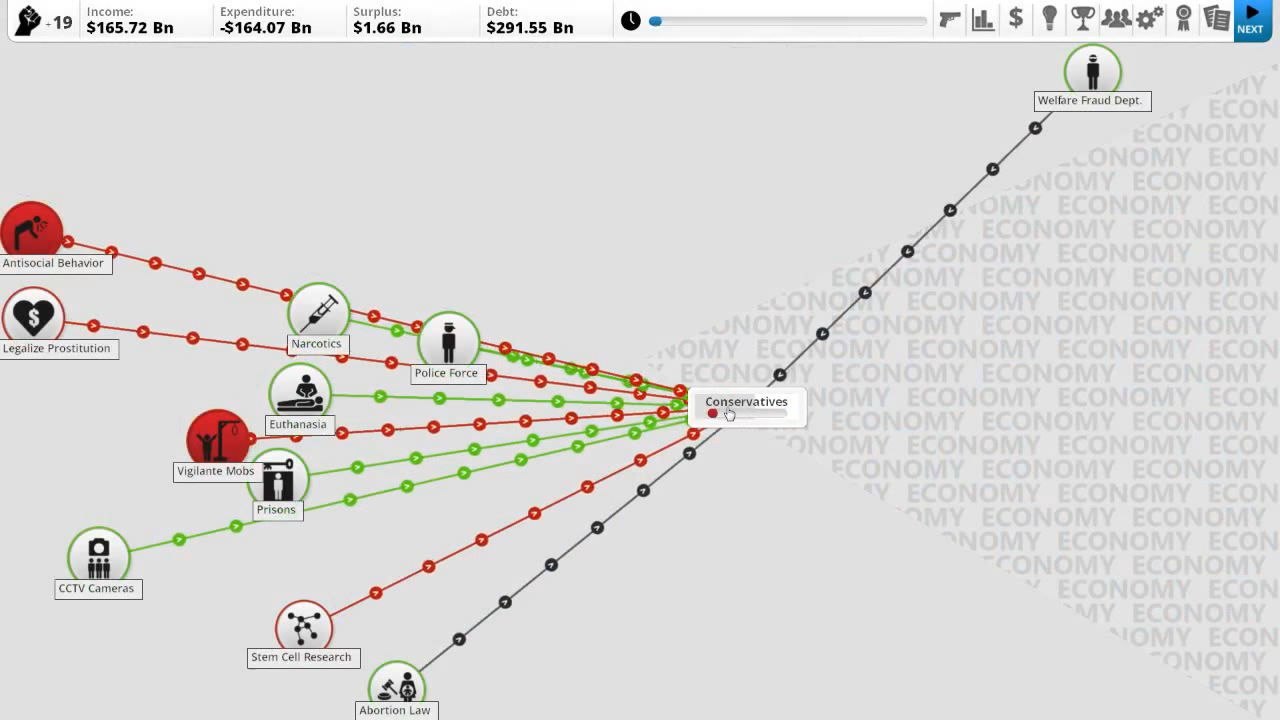 +19
Income:
$165.72 Bn
Expenditure:
-$164.07 Bn
Surplus:
$1.66 Bn
Debt:
$291.55 Bn
NEXT
Welfare Fraud Dept.
Antisocial Behavior
Legalize Prostitution
Narcotics
Police Force
Euthanasia
Conservatives
Vigilante Mobs
Prisons
CCTV Cameras
Stem Cell Research
Abortion Law
ECONOMY ECONOMY ECONOMY